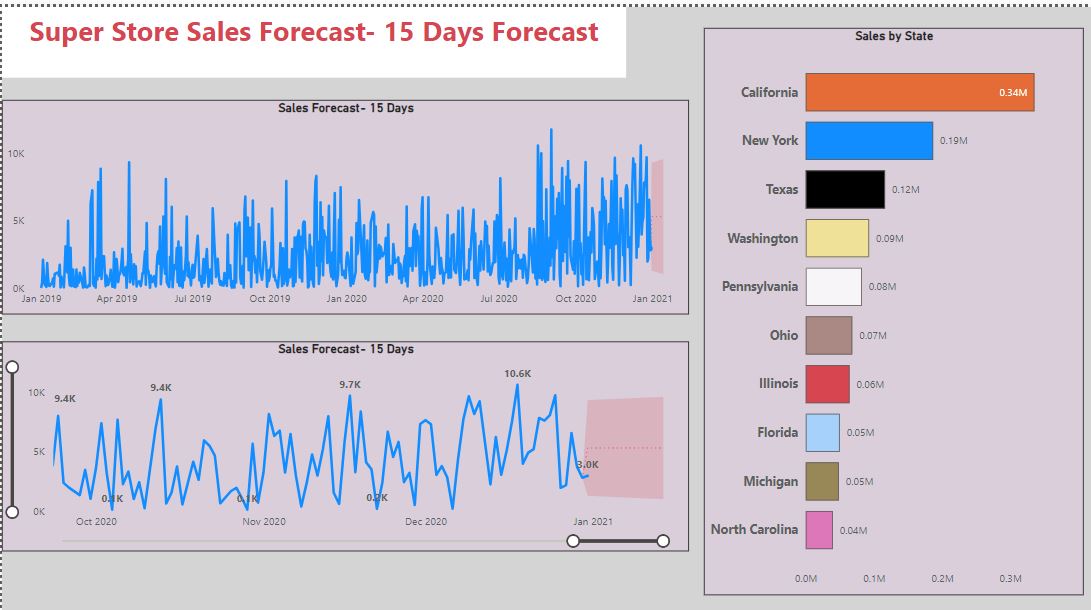 Super Store Sales Forecast- 15 Days Forecast
Sales Forecast- 15 Days
10K
5K
0K
Jan 2019 Apr 2019 Jul 2019 Oct 2019 Jan 2020 Apr 2020 Jul 2020 Oct 2020 Jan 2021
Sales Forecast- 15 Days
10K
5K
0K
9.4K 9.4K 9.7K 10.6K
0.1K 0.1K 0.2K 3.0K
Oct 2020 Nov 2020 Dec 2020 Jan 2021
Sales by State
California 0.34M
New York 0.19M
Texas 0.12M
Washington 0.09M
Pennsylvania 0.08M
Ohio 0.07M
Illinois 0.06M
Florida 0.05M
Michigan 0.05M
North Carolina 0.04M
0.0M 0.1M 0.2M 0.3M